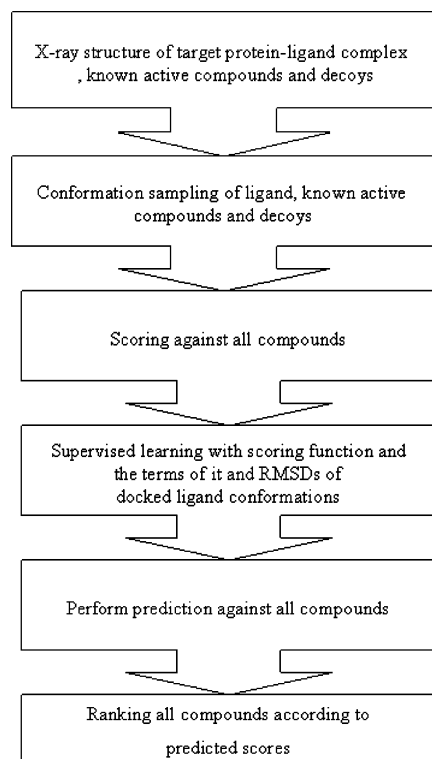 X-ray structure of target protein-ligand complex
, known active compounds and decoys
Conformation sampling of ligand, known active
compounds and decoys
Scoring against all compounds
Supervised learning with scoring function and
the terms of it and RMSDs of
docked ligand conformations
Perform prediction against all compounds
Ranking all compounds according to
predicted scores